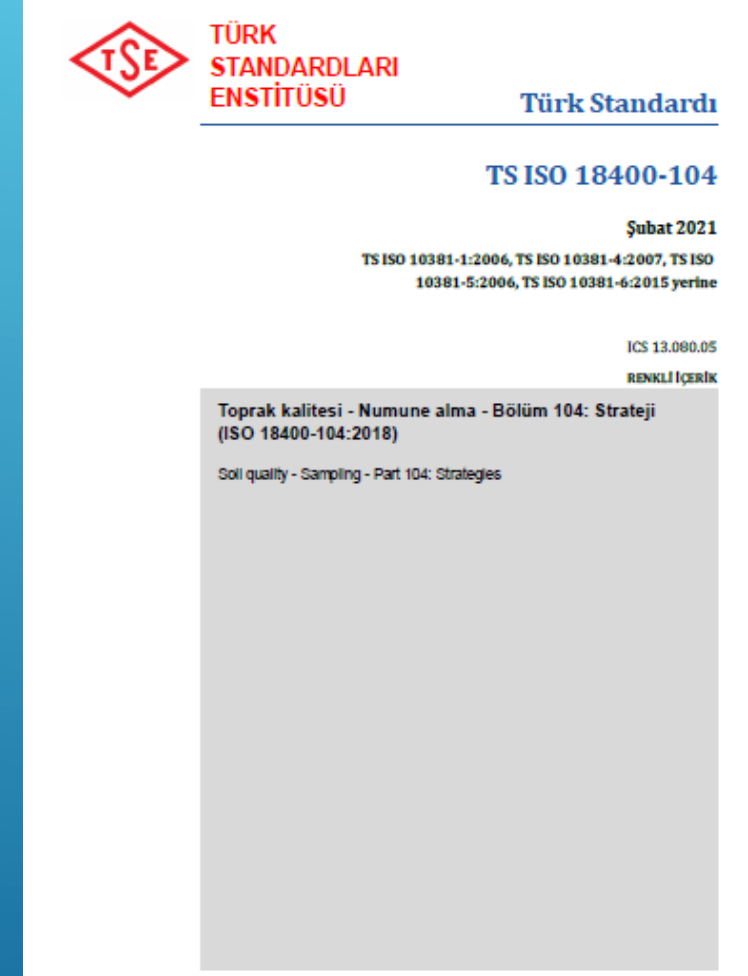 TSE
TÜRK
STANDARDLARI
ENSTİTÜSÜ
Türk Standardı
TS ISO 18400-104
Şubat 2021
TS ISO 10381-1:2006, TS ISO 10381-4:2007, TS ISO
10381-5:2006, TS ISO 10381-6:2015 yerine
ICS 13.080.05
RENKLİ İÇERİK
Toprak kalitesi - Numune alma - Bölüm 104: Strateji
(ISO 18400-104:2018)
Soil quality - Sampling - Part 104: Strategies